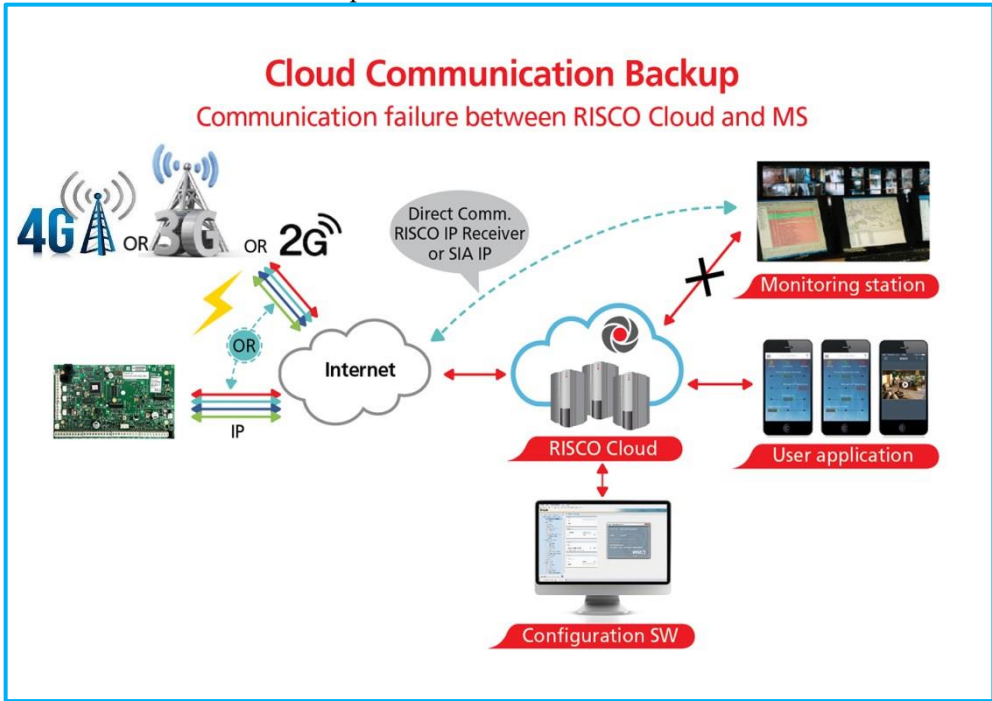 Cloud Communication Backup
Communication failure between RISCO Cloud and MS
4G
OR
3G
OR
2G
Direct Comm.
RISCO IP Receiver
or SIA IP
Monitoring station
OR
Internet
IP
RISCO Cloud
User application
Configuration SW